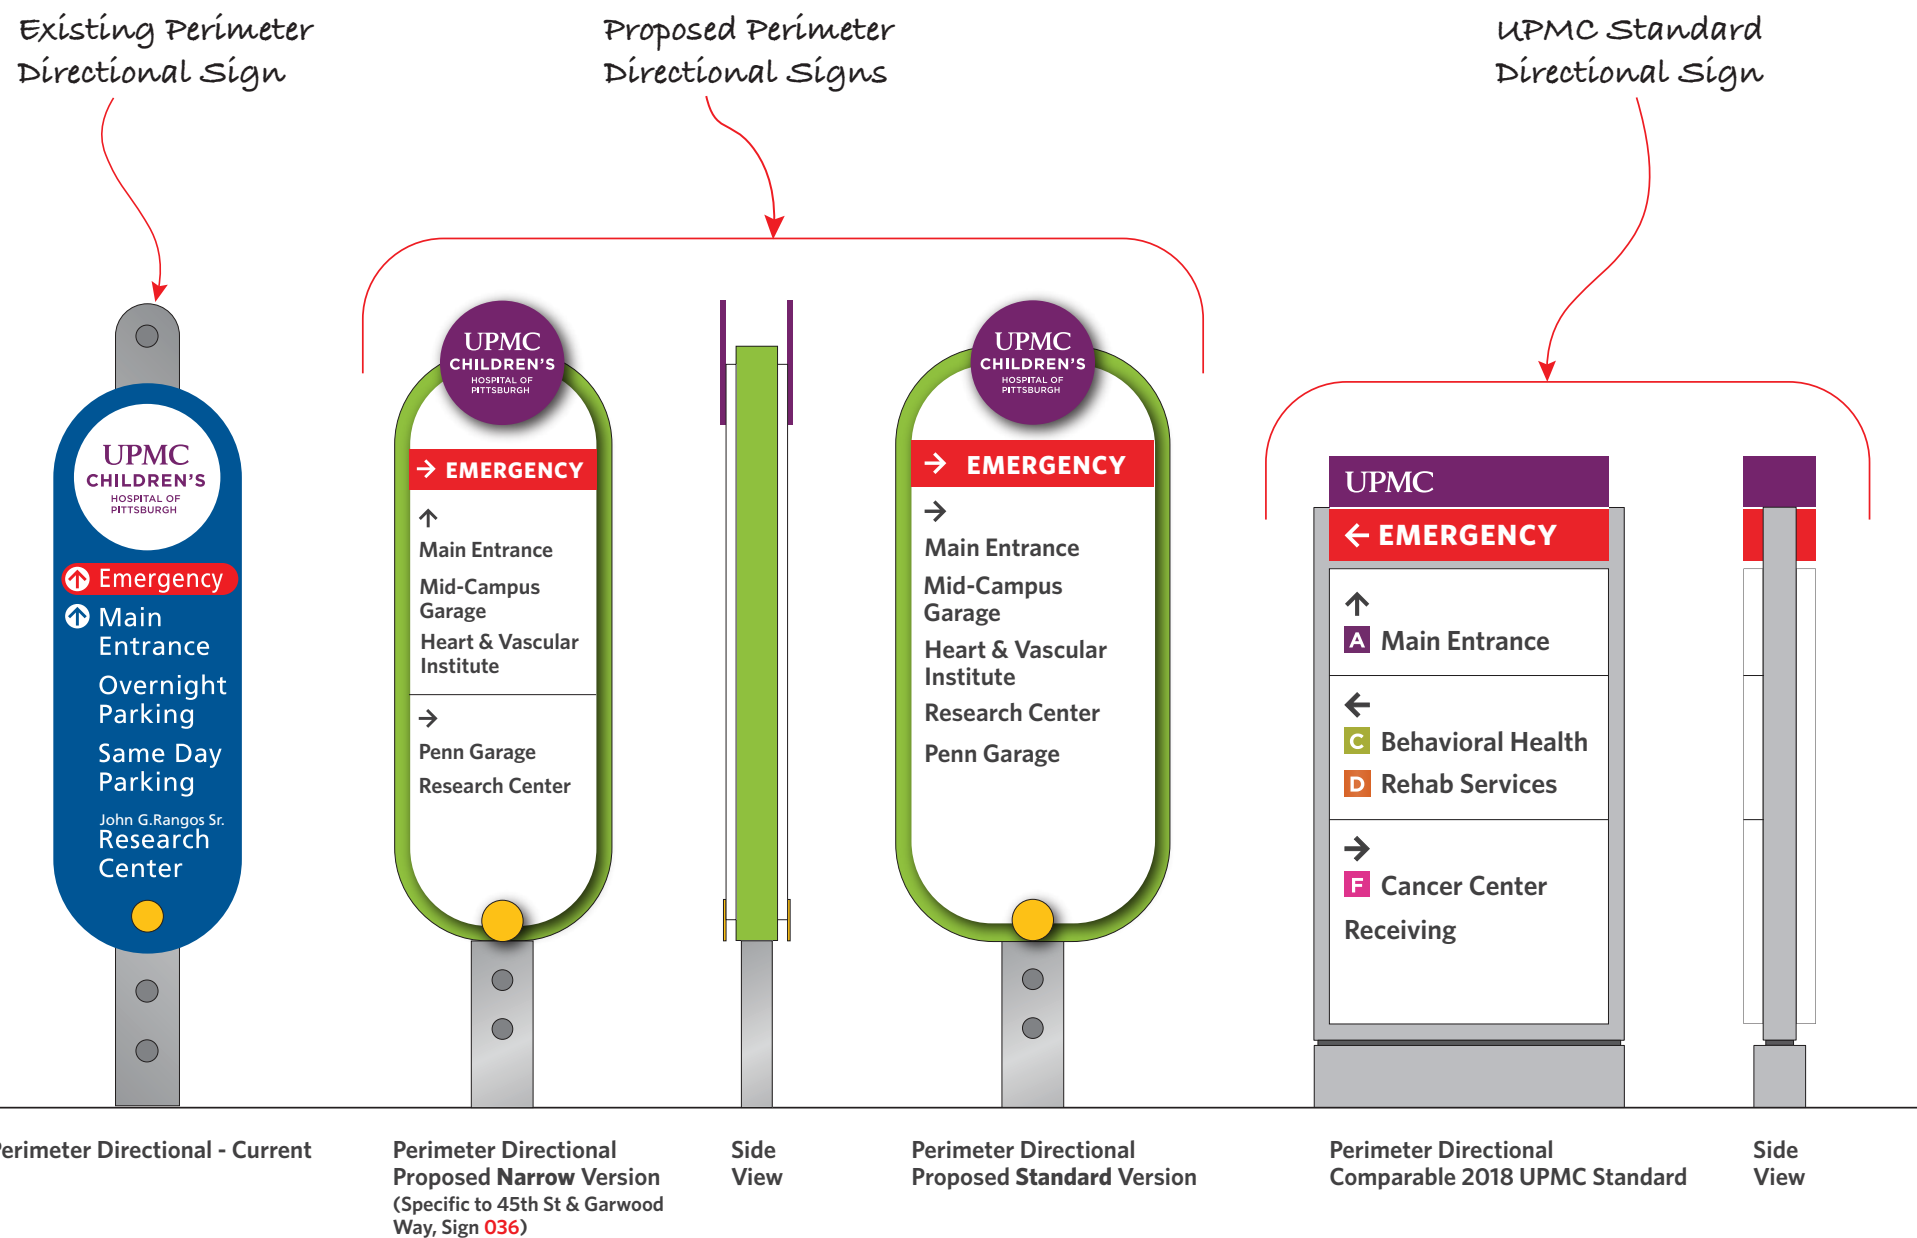 Existing Perimeter
Directional Sign
Proposed Perimeter
Directional Signs
UPMC Standard
Directional Sign
UPMC
CHILDREN'S
HOSPITAL OF
PITTSBURGH
Emergency
Main
Entrance
Overnight
Parking
Same Day
Parking
John G.Rangos Sr.
Research
Center
UPMC
CHILDREN'S
HOSPITAL OF
PITTSBURGH
→ EMERGENCY
↑
Main Entrance
Mid-Campus
Garage
Heart & Vascular
Institute
→
Penn Garage
Research Center
UPMC
CHILDREN'S
HOSPITAL OF
PITTSBURGH
→ EMERGENCY
→
Main Entrance
Mid-Campus
Garage
Heart & Vascular
Institute
Research Center
Penn Garage
UPMC
← EMERGENCY
↑
A Main Entrance
←
C Behavioral Health
D Rehab Services
→
F Cancer Center
Receiving
Perimeter Directional - Current
Perimeter Directional
Proposed Narrow Version
(Specific to 45th St & Garwood
Way, Sign 036)
Side
View
Perimeter Directional
Proposed Standard Version
Perimeter Directional
Comparable 2018 UPMC Standard
Side
View